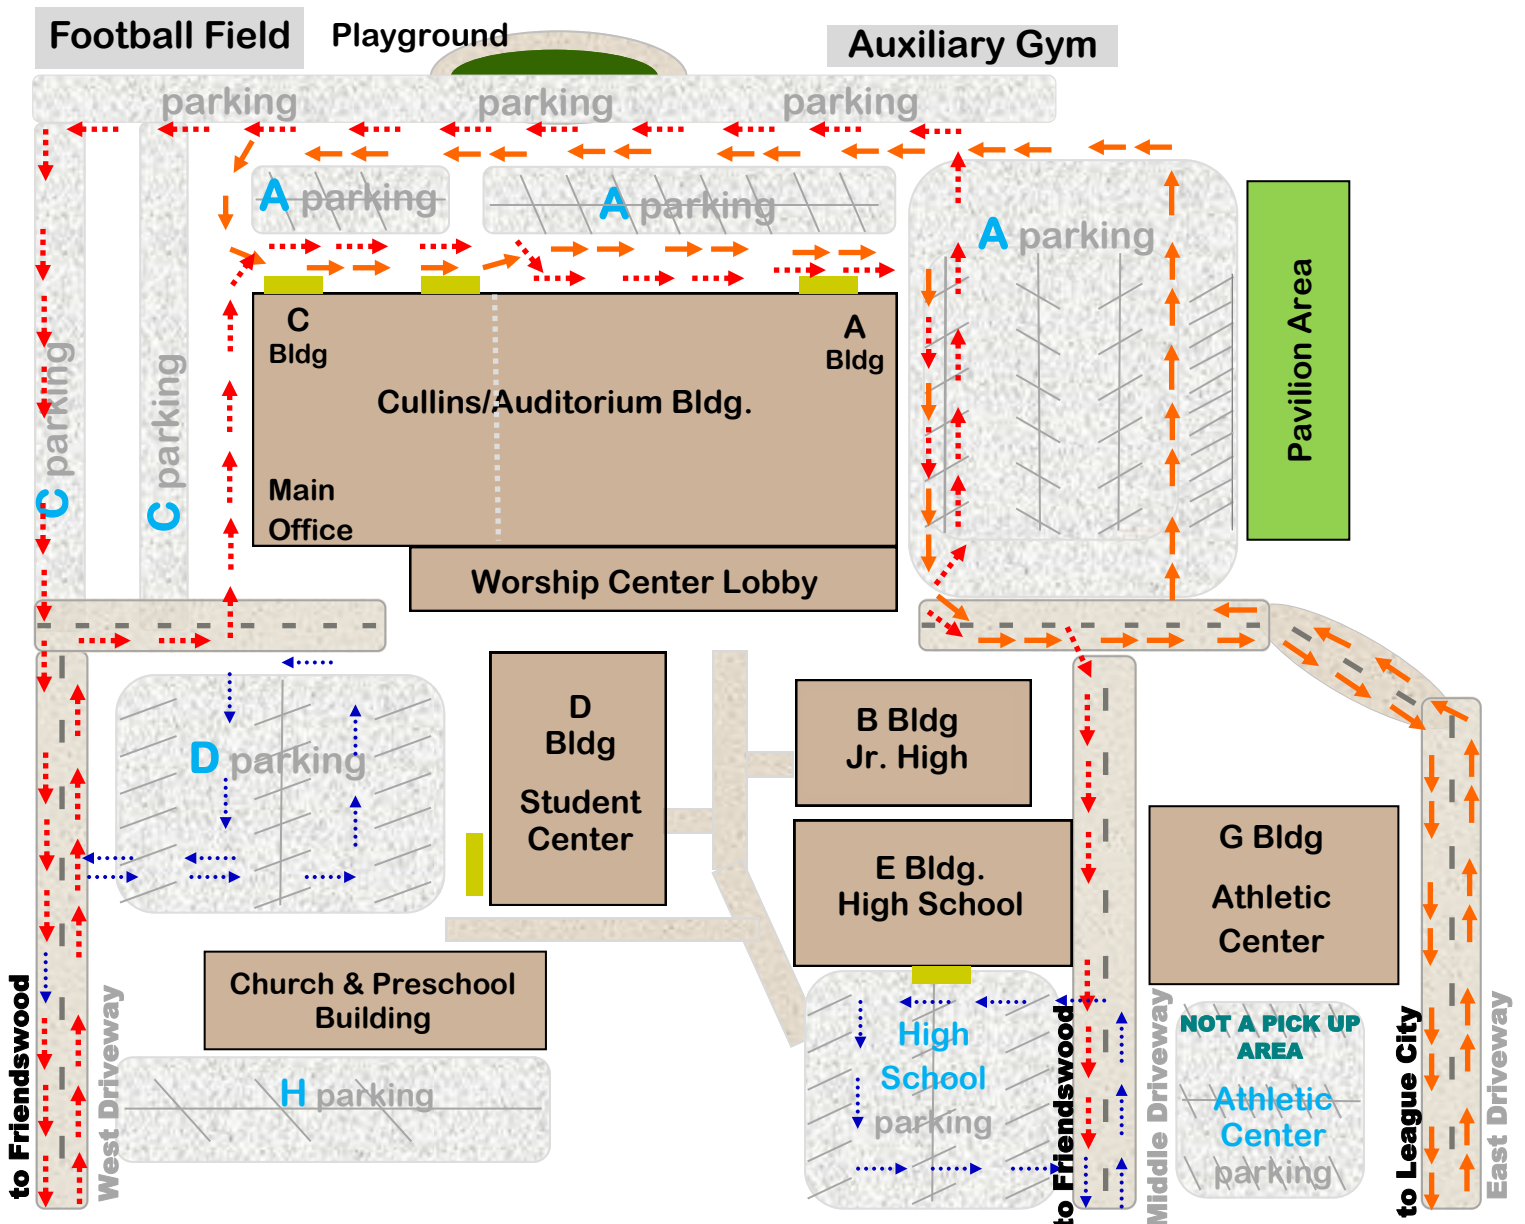 Football Field
Playground
Auxiliary Gym
parking
parking
parking
A parking
A parking
A parking
C parking
C parking
C
Bldg
A
Bldg
Cullins/Auditorium Bldg.
Main
Office
Worship Center Lobby
Pavilion Area
D parking
D
Bldg
Student
Center
B Bldg
Jr. High
E Bldg.
High School
G Bldg
Athletic
Center
Church & Preschool
Building
H parking
High
School
parking
NOT A PICK UP
AREA
Athletic
Center
parking
to Friendswood
West Driveway
to Friendswood
Middle Driveway
to League City
East Driveway